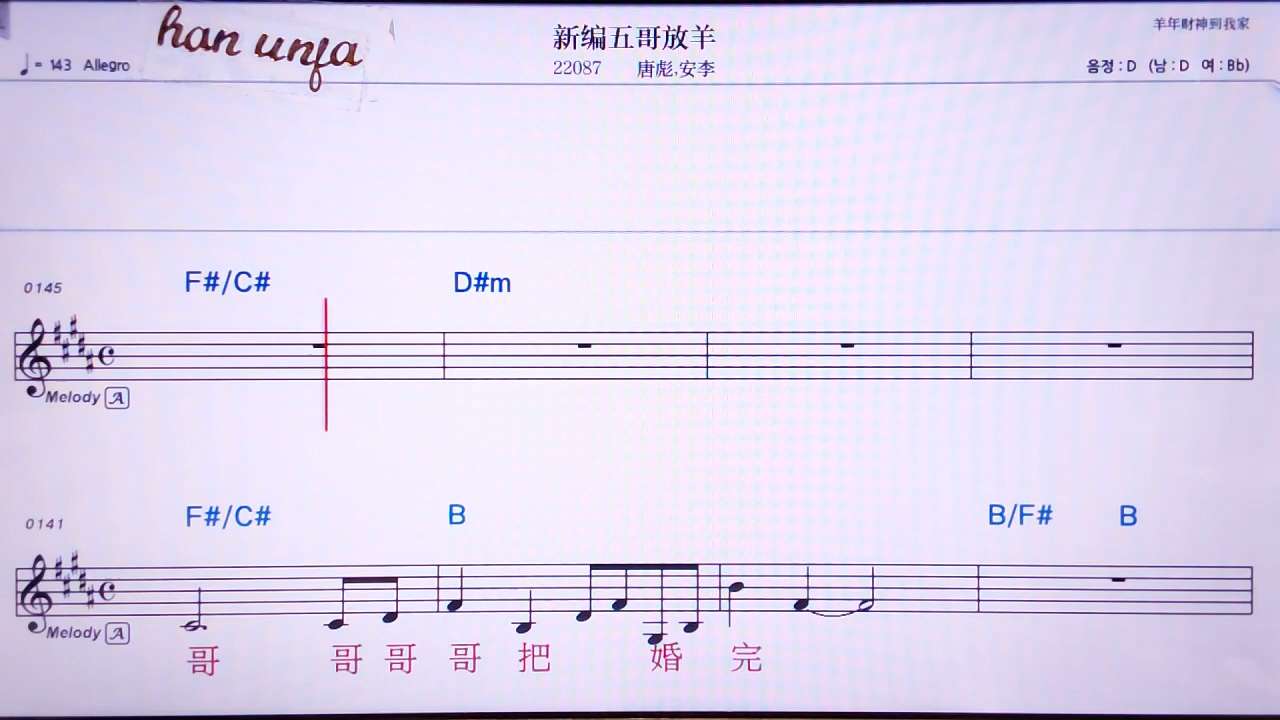 han unfa
新编五哥放羊
羊年财神到我家
♩= 143 Allegro
22087 唐彪,安李
음정 : D (남 : D 여 : Bb)
0145
F#/C# D#m
Melody A
0141
F#/C# B B/F# B
Melody A
哥 哥 哥 哥 把 婚 完